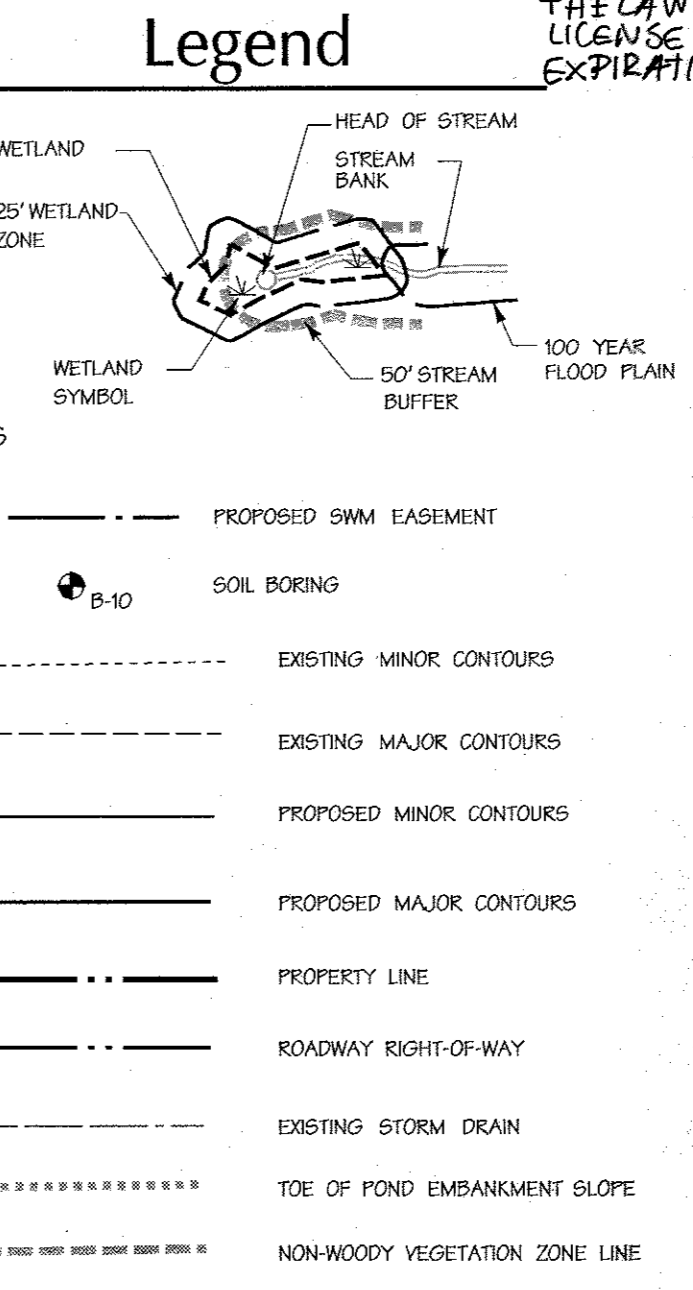 Legend
LICENSE
HEAD OF STREAM
WETLAND
STREAM
BANK
25' WETLAND
ZONE
WETLAND
SYMBOL
50' STREAM
BUFFER
100 YEAR
FLOOD PLAIN
S
PROPOSED SWM EASEMENT
B-10
SOIL BORING
EXISTING MINOR CONTOURS
EXISTING MAJOR CONTOURS
PROPOSED MINOR CONTOURS
PROPOSED MAJOR CONTOURS
PROPERTY LINE
ROADWAY RIGHT-OF-WAY
EXISTING STORM DRAIN
TOE OF POND EMBANKMENT SLOPE
NON-WOODY VEGETATION ZONE LINE